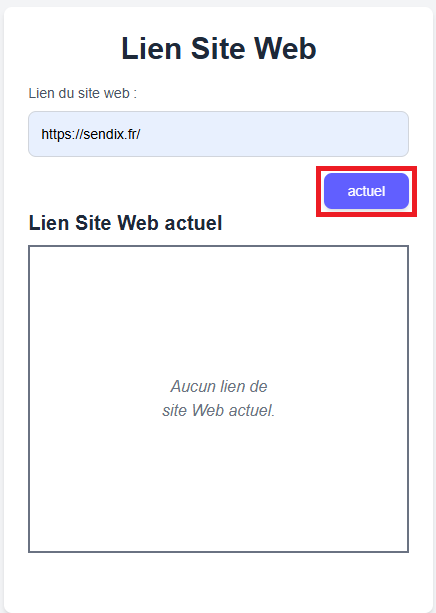 Lien Site Web
Lien du site web :
https://sendix.fr/
actuel
Lien Site Web actuel
Aucun lien de
site Web actuel.